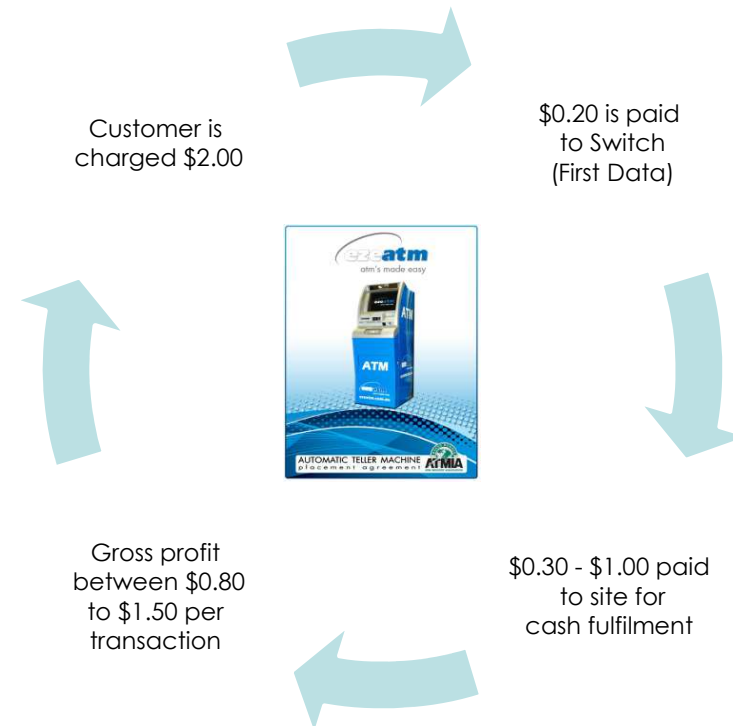 Customer is
charged $2.00
$0.20 is paid
to Switch
(First Data)
ezeatm
atm's made easy
ATM
ATM
AUTOMATIC TELLER MACHINE
placement agreement
ATMIA
$0.30 - $1.00 paid
to site for
cash fulfilment
Gross profit
between $0.80
to $1.50 per
transaction